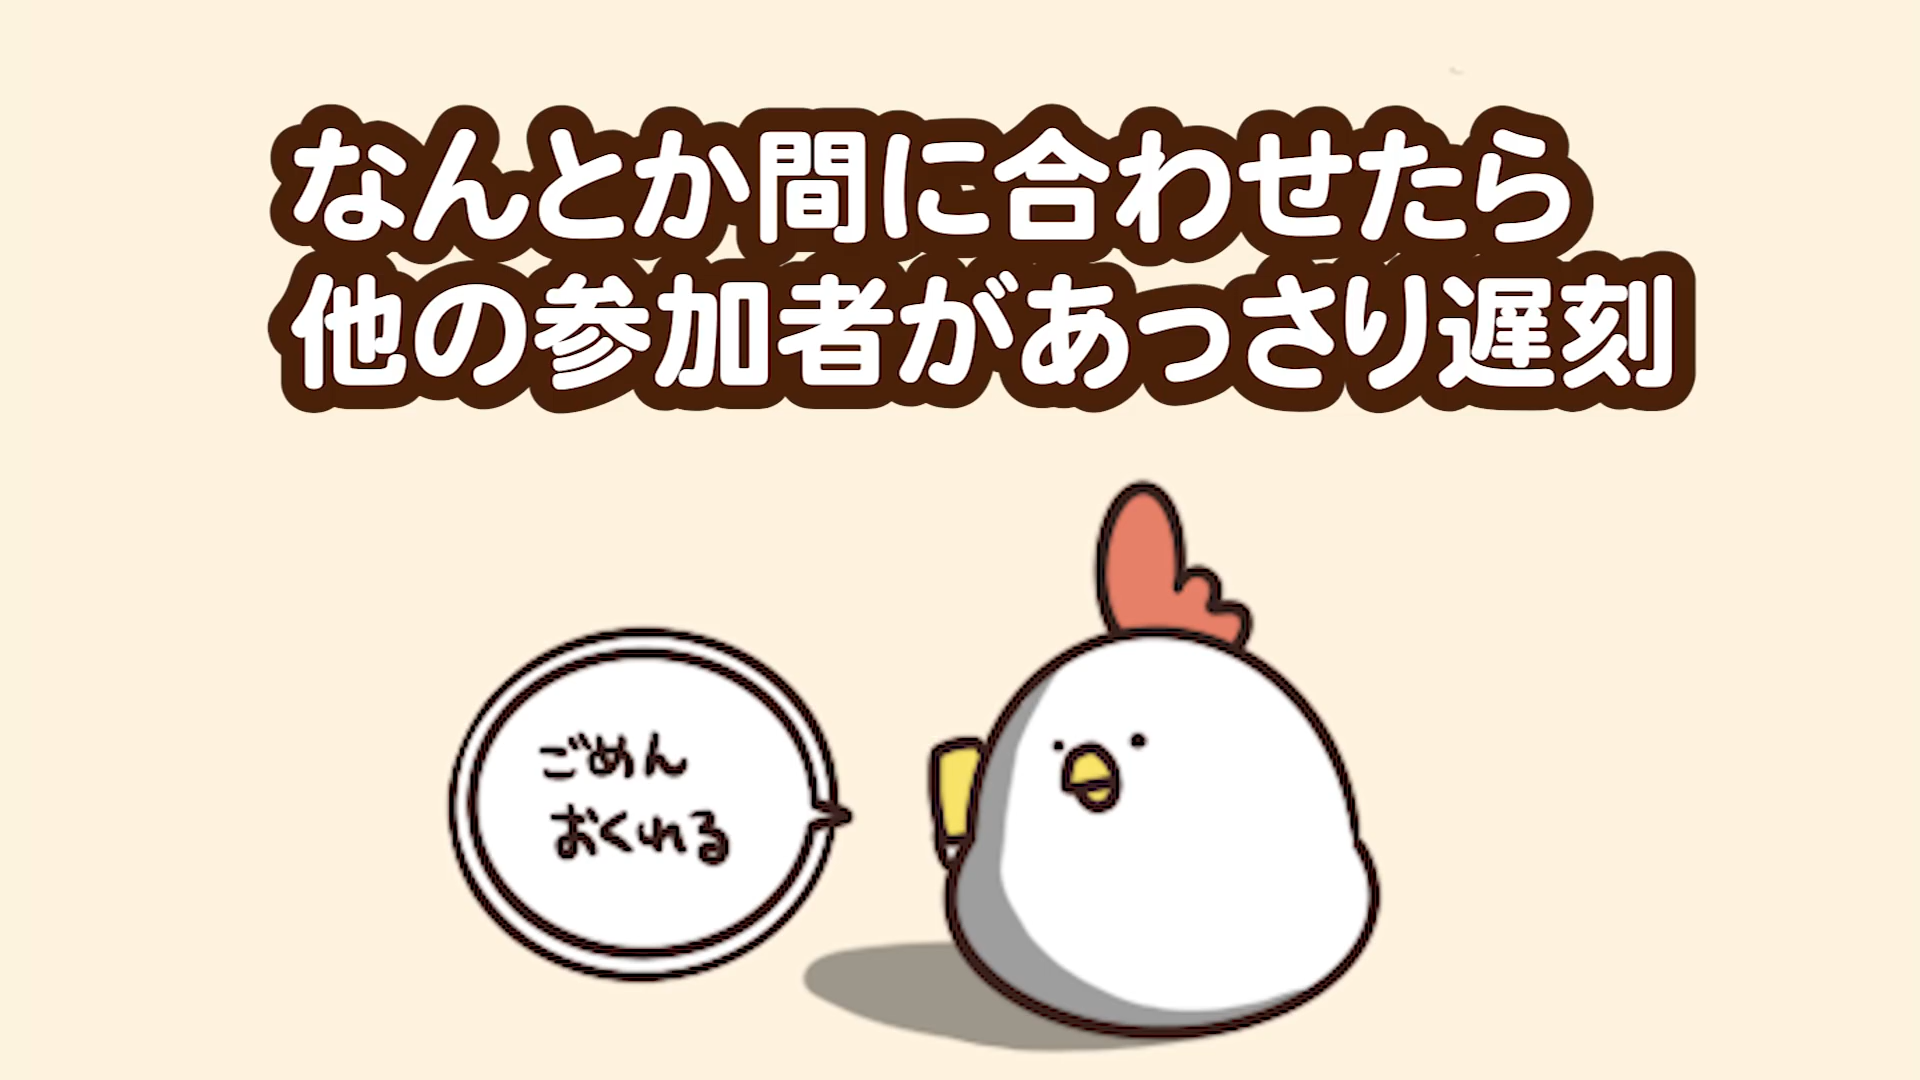 なんとか間に合わせたら
他の参加者があっさり遅刻
ごめん
おくれる